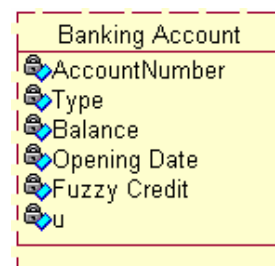 Banking Account
AccountNumber
Type
Balance
Opening Date
Fuzzy Credit
u